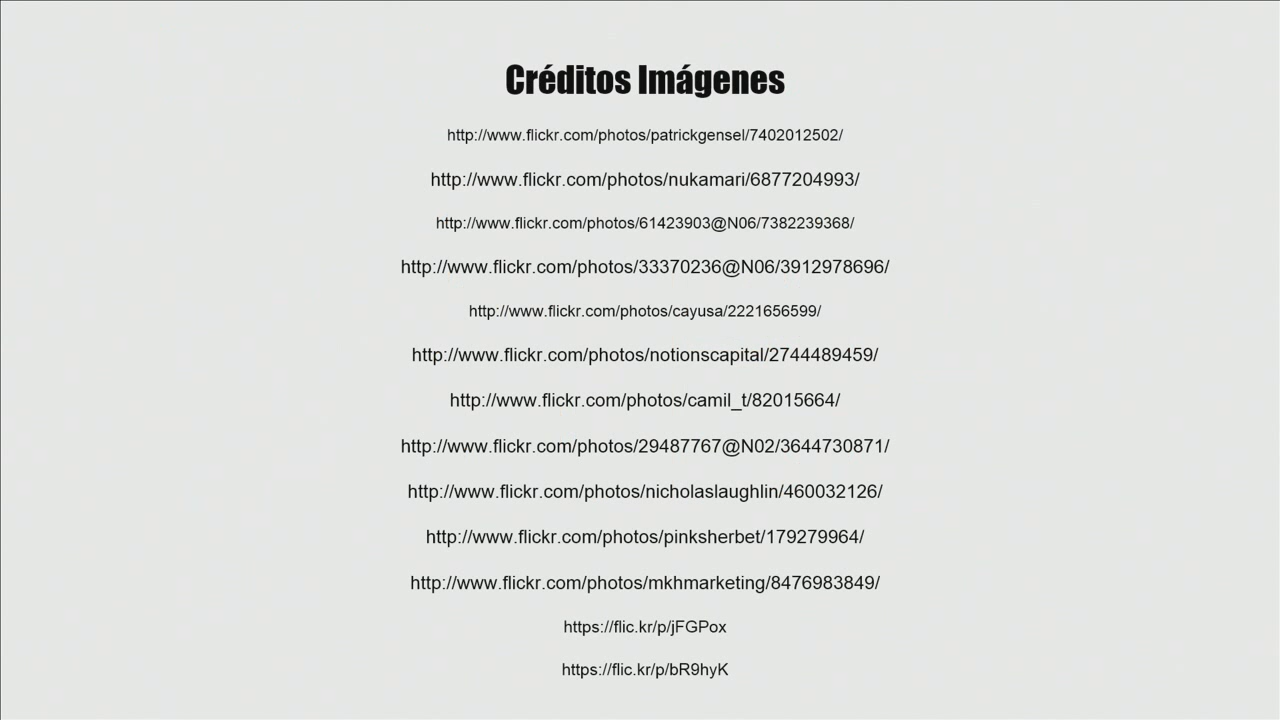 Créditos Imágenes
http://www.flickr.com/photos/patrickgensel/7402012502/
http://www.flickr.com/photos/nukamari/6877204993/
http://www.flickr.com/photos/61423903@N06/7382239368/
http://www.flickr.com/photos/33370236@N06/3912978696/
http://www.flickr.com/photos/cayusa/2221656599/
http://www.flickr.com/photos/notionscapital/2744489459/
http://www.flickr.com/photos/camil_t/82015664/
http://www.flickr.com/photos/29487767@N02/3644730871/
http://www.flickr.com/photos/nicholaslaughlin/460032126/
http://www.flickr.com/photos/pinksherbet/179279964/
http://www.flickr.com/photos/mkhmarketing/8476983849/
https://flic.kr/p/jFGPox
https://flic.kr/p/bR9hyK